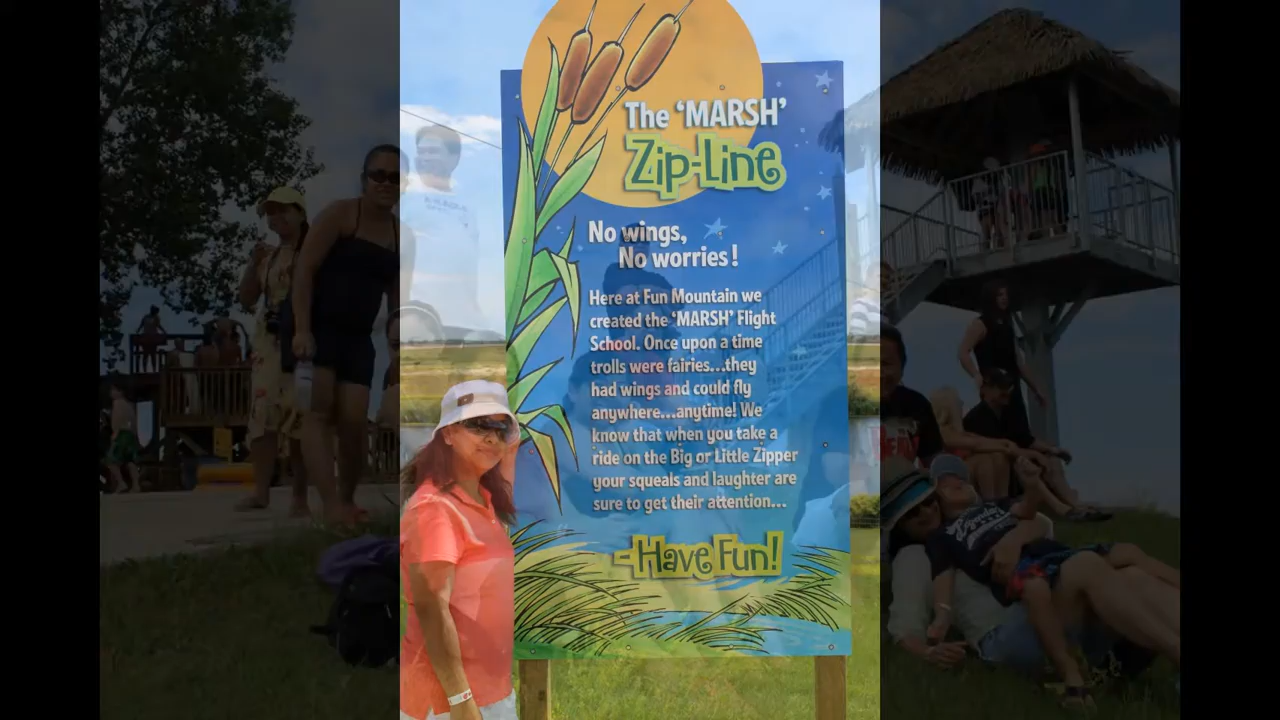 The ‘MARSH’
Zip-Line
No wings,
No worries!
Here at Fun Mountain we
created the ‘MARSH’ Flight
School. Once upon a time
trolls were fairies...they
had wings and could fly
anywhere...anytime! We
know that when you take a
ride on the Big or Little Zipper
your squeals and laughter are
sure to get their attention...
-Have Fun!